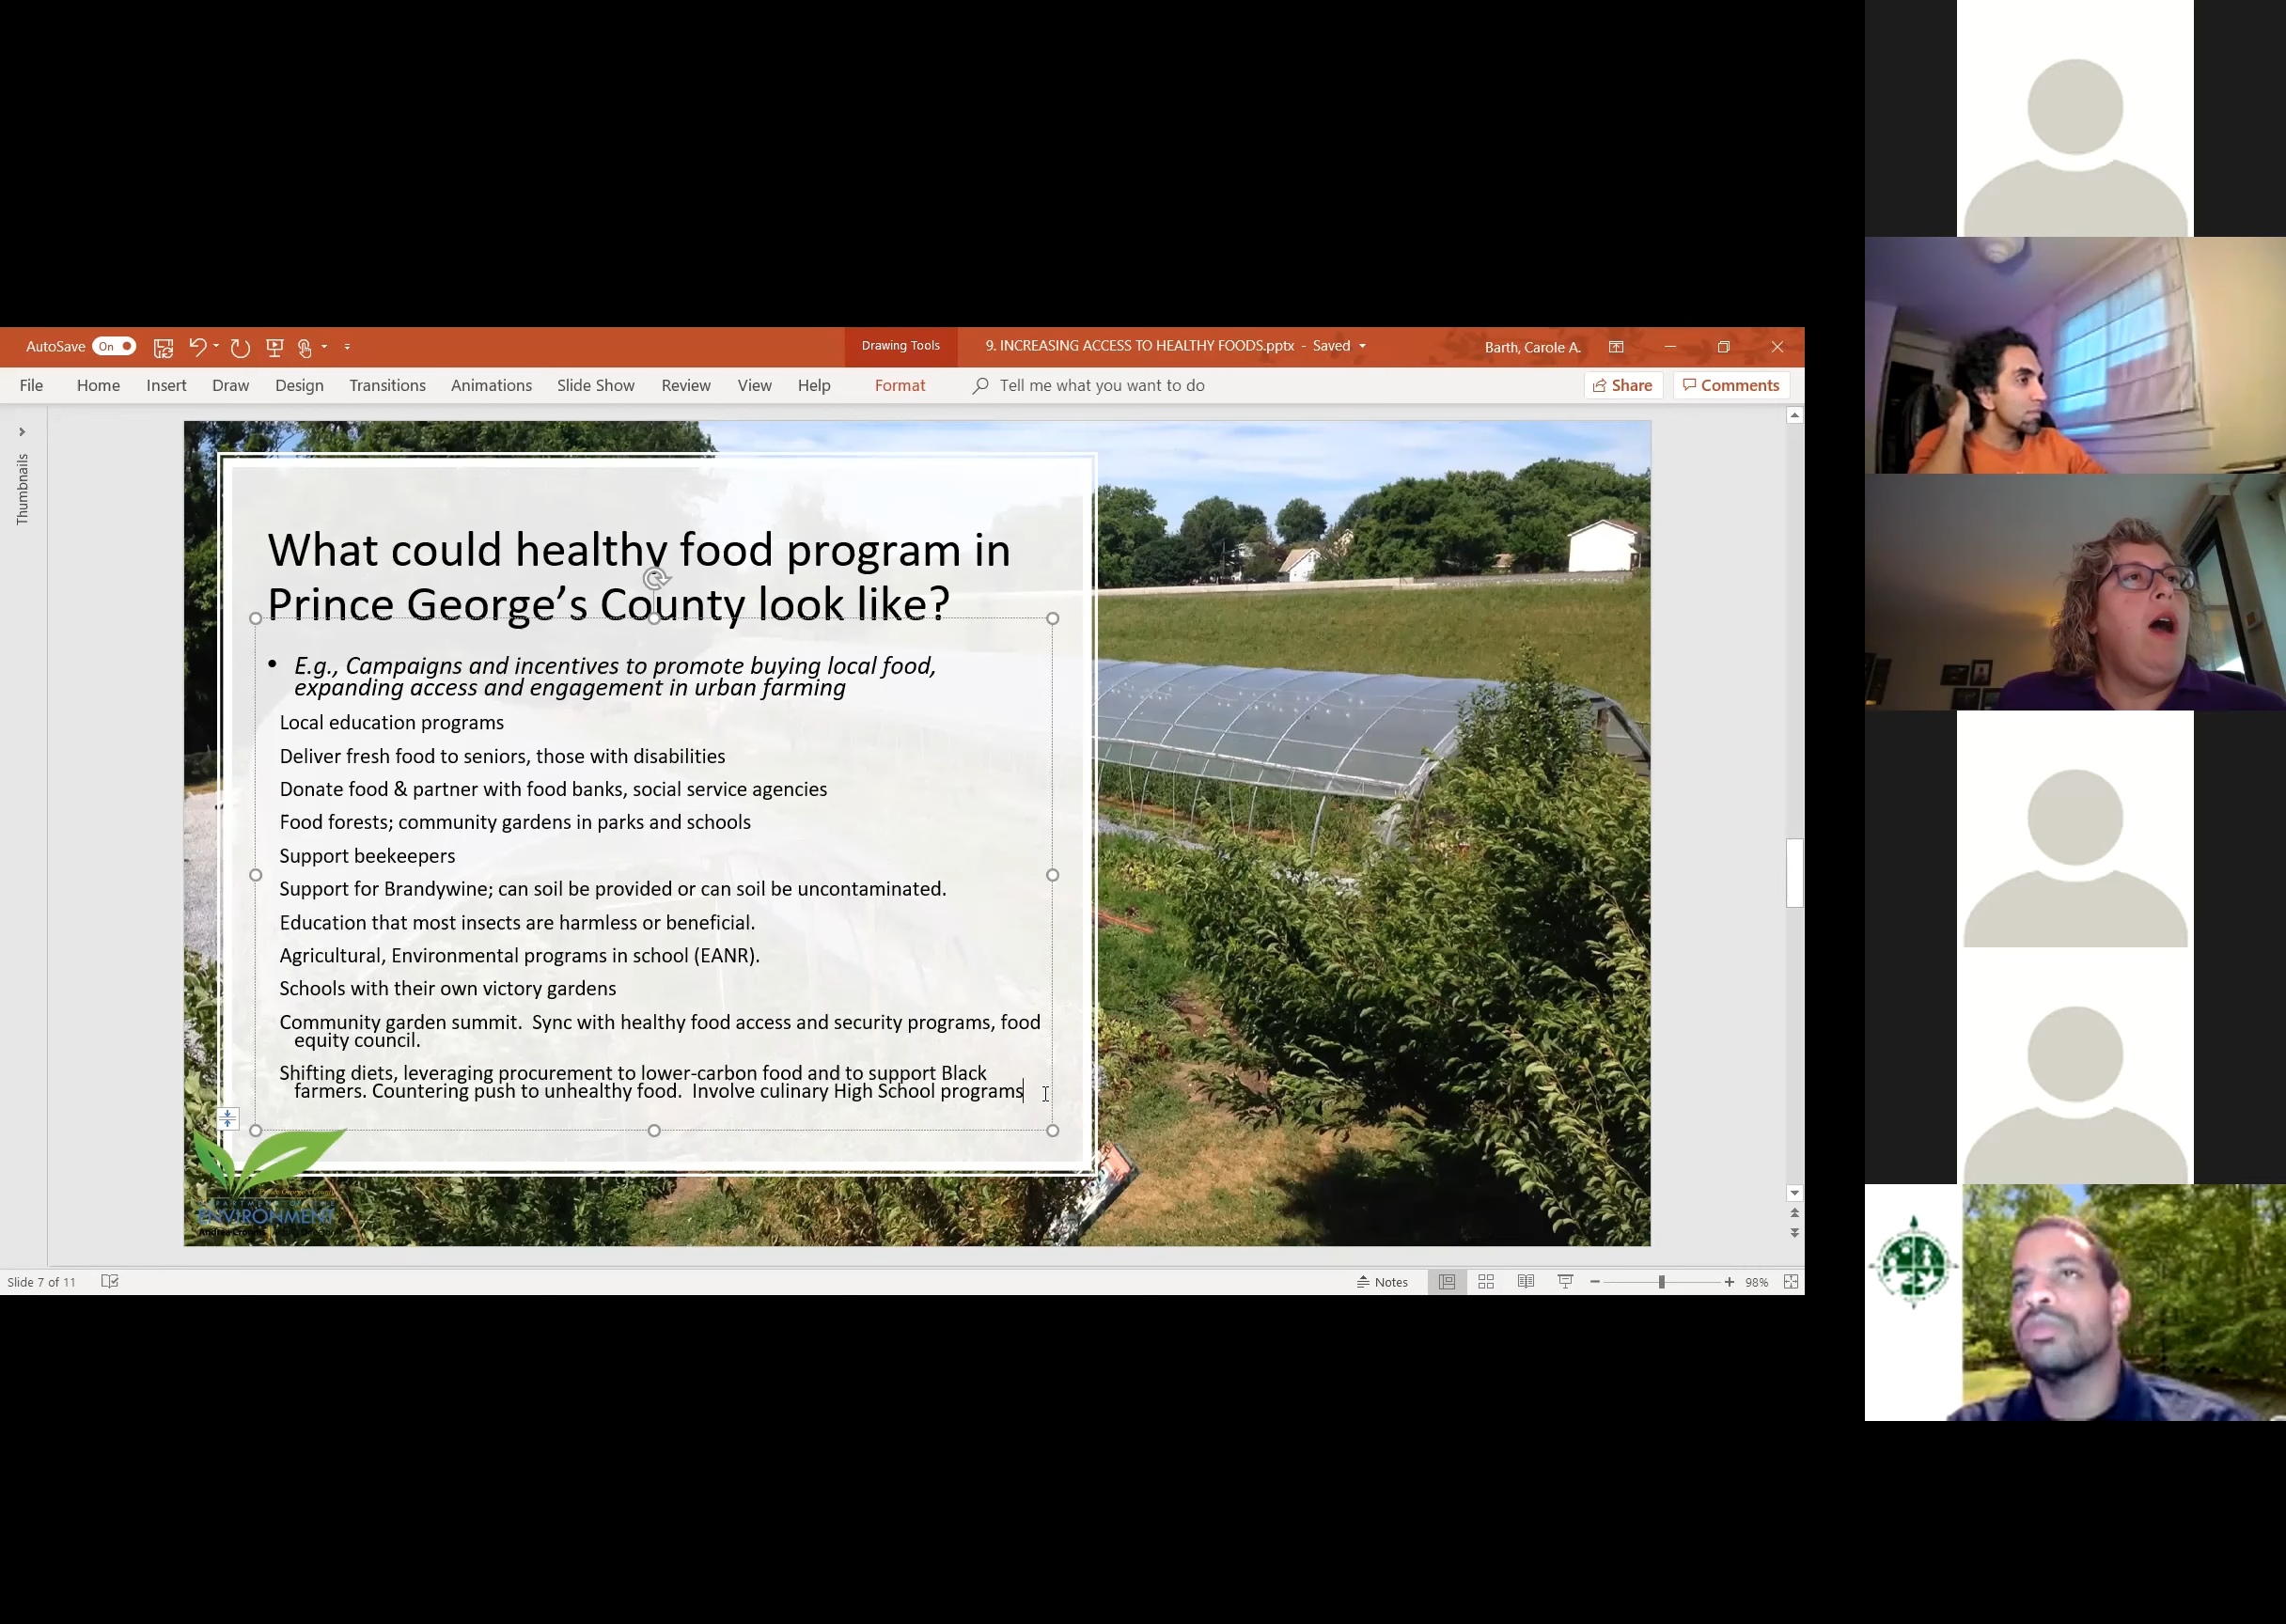 AutoSave On
Drawing Tools
9. INCREASING ACCESS TO HEALTHY FOODS.pptx - Saved
Barth, Carole A.
File Home Insert Draw Design Transitions Animations Slide Show Review View Help Format Tell me what you want to do Share Comments
Thumbnails
What could healthy food program in
Prince George’s County look like?
• E.g., Campaigns and incentives to promote buying local food,
expanding access and engagement in urban farming
Local education programs
Deliver fresh food to seniors, those with disabilities
Donate food & partner with food banks, social service agencies
Food forests; community gardens in parks and schools
Support beekeepers
Support for Brandywine; can soil be provided or can soil be uncontaminated.
Education that most insects are harmless or beneficial.
Agricultural, Environmental programs in school (EANR).
Schools with their own victory gardens
Community garden summit.  Sync with healthy food access and security programs, food
equity council.
Shifting diets, leveraging procurement to lower-carbon food and to support Black
farmers. Countering push to unhealthy food.  Involve culinary High School programs
ENVIRONMENT
Slide 7 of 11
Notes
98%